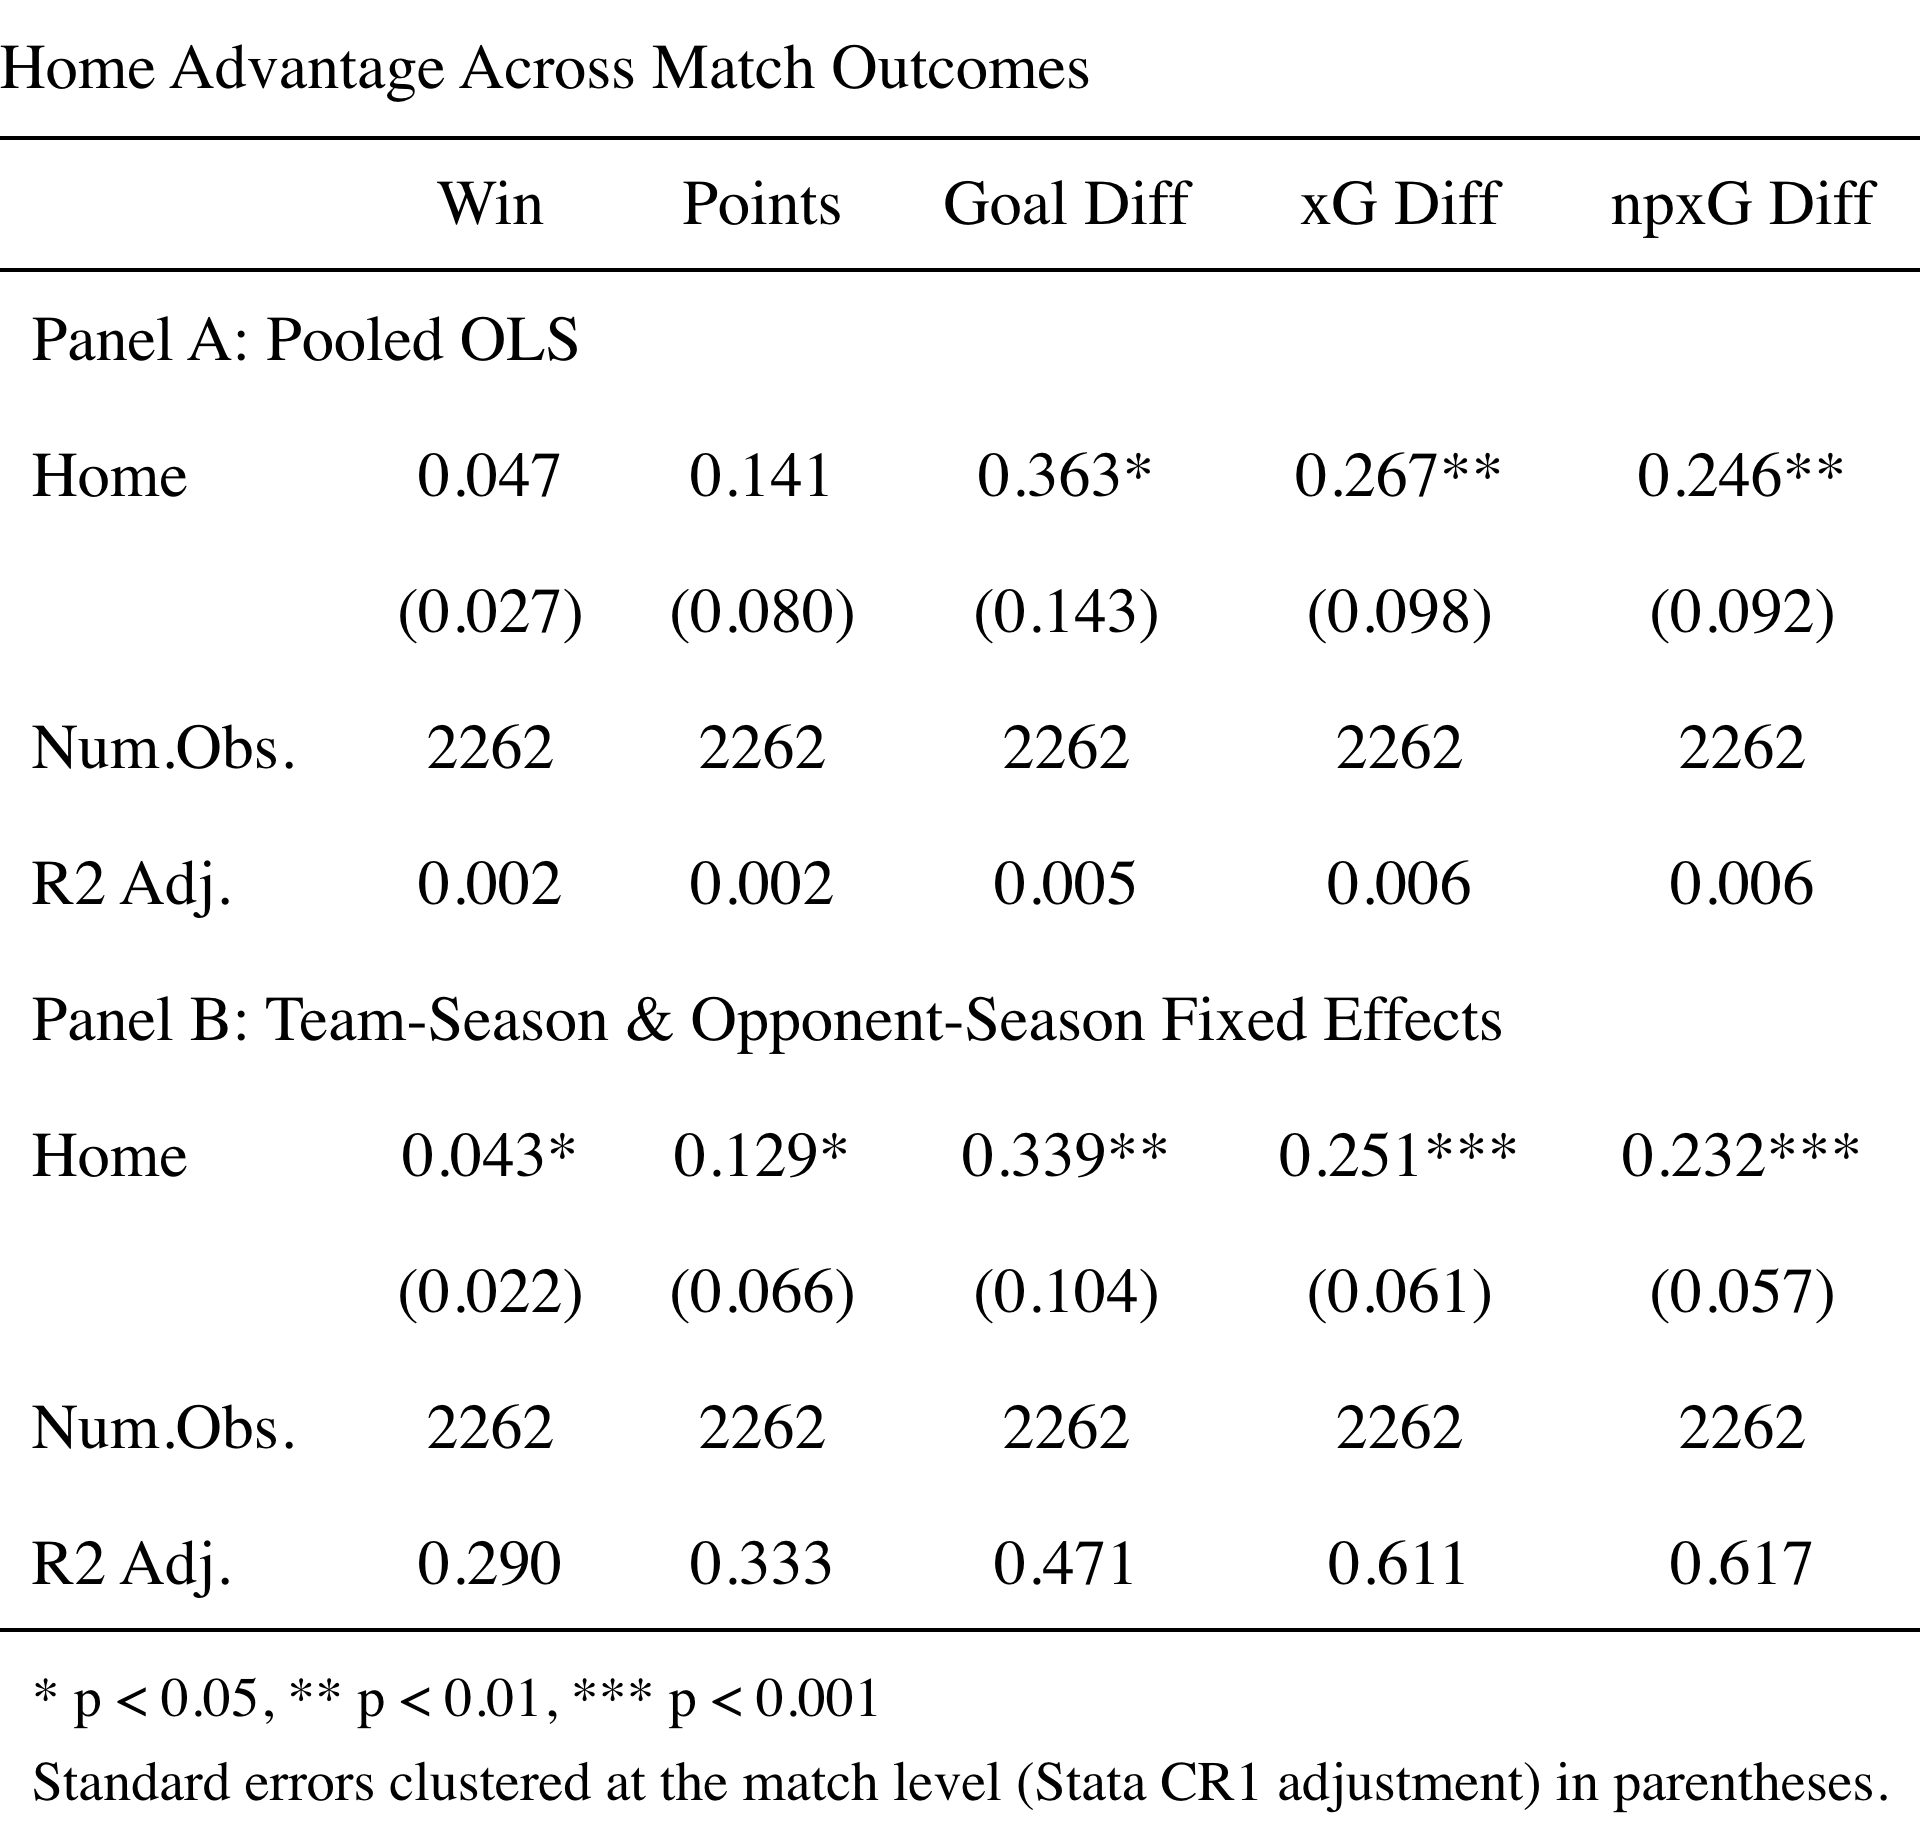 Home Advantage Across Match Outcomes
Win Points Goal Diff xG Diff npxG Diff
Panel A: Pooled OLS
Home 0.047 0.141 0.363* 0.267** 0.246**
(0.027) (0.080) (0.143) (0.098) (0.092)
Num.Obs. 2262 2262 2262 2262 2262
R2 Adj. 0.002 0.002 0.005 0.006 0.006
Panel B: Team-Season & Opponent-Season Fixed Effects
Home 0.043* 0.129* 0.339** 0.251*** 0.232***
(0.022) (0.066) (0.104) (0.061) (0.057)
Num.Obs. 2262 2262 2262 2262 2262
R2 Adj. 0.290 0.333 0.471 0.611 0.617
* p < 0.05, ** p < 0.01, *** p < 0.001
Standard errors clustered at the match level (Stata CR1 adjustment) in parentheses.